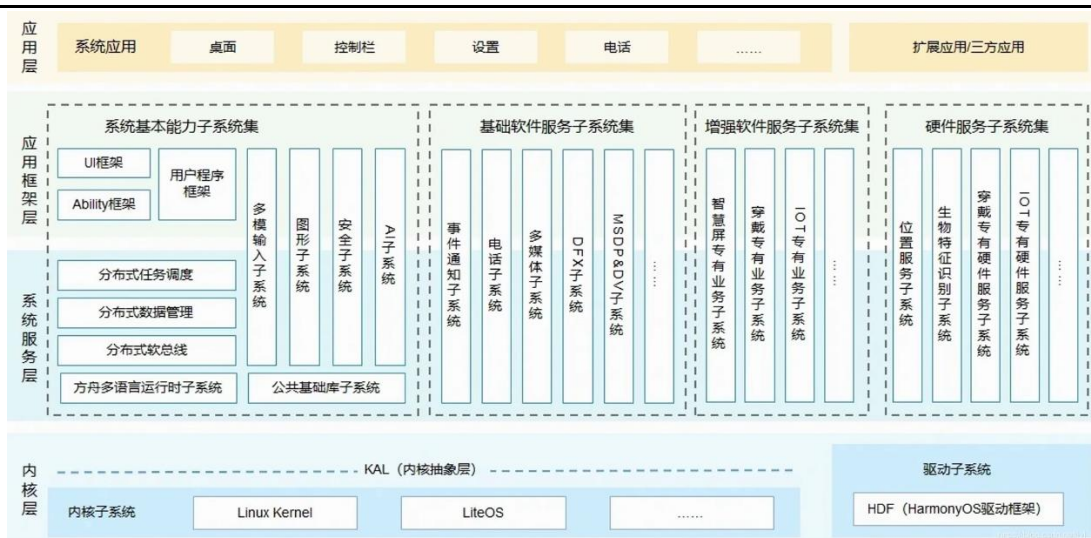 应用层
系统应用
桌面
控制栏
设置
电话
……
扩展应用/三方应用
应用框架层
系统基本能力子系统集
UI框架
Ability框架
用户程序框架
多模输入子系统
图形子系统
安全子系统
AI子系统
系统服务层
分布式任务调度
分布式数据管理
分布式软总线
方舟多语言运行时子系统
公共基础库子系统
基础软件服务子系统集
事件通知子系统
电话子系统
多媒体子系统
DFX子系统
MSDP&DV子系统
……
增强软件服务子系统集
智慧屏专有业务子系统
穿戴专有业务子系统
IOT专有业务子系统
……
硬件服务子系统集
位置服务子系统
生物特征识别子系统
穿戴专有硬件服务子系统
IOT专有硬件服务子系统
……
内核层
KAL（内核抽象层）
内核子系统
Linux Kernel
LiteOS
……
驱动子系统
HDF（HarmonyOS驱动框架）